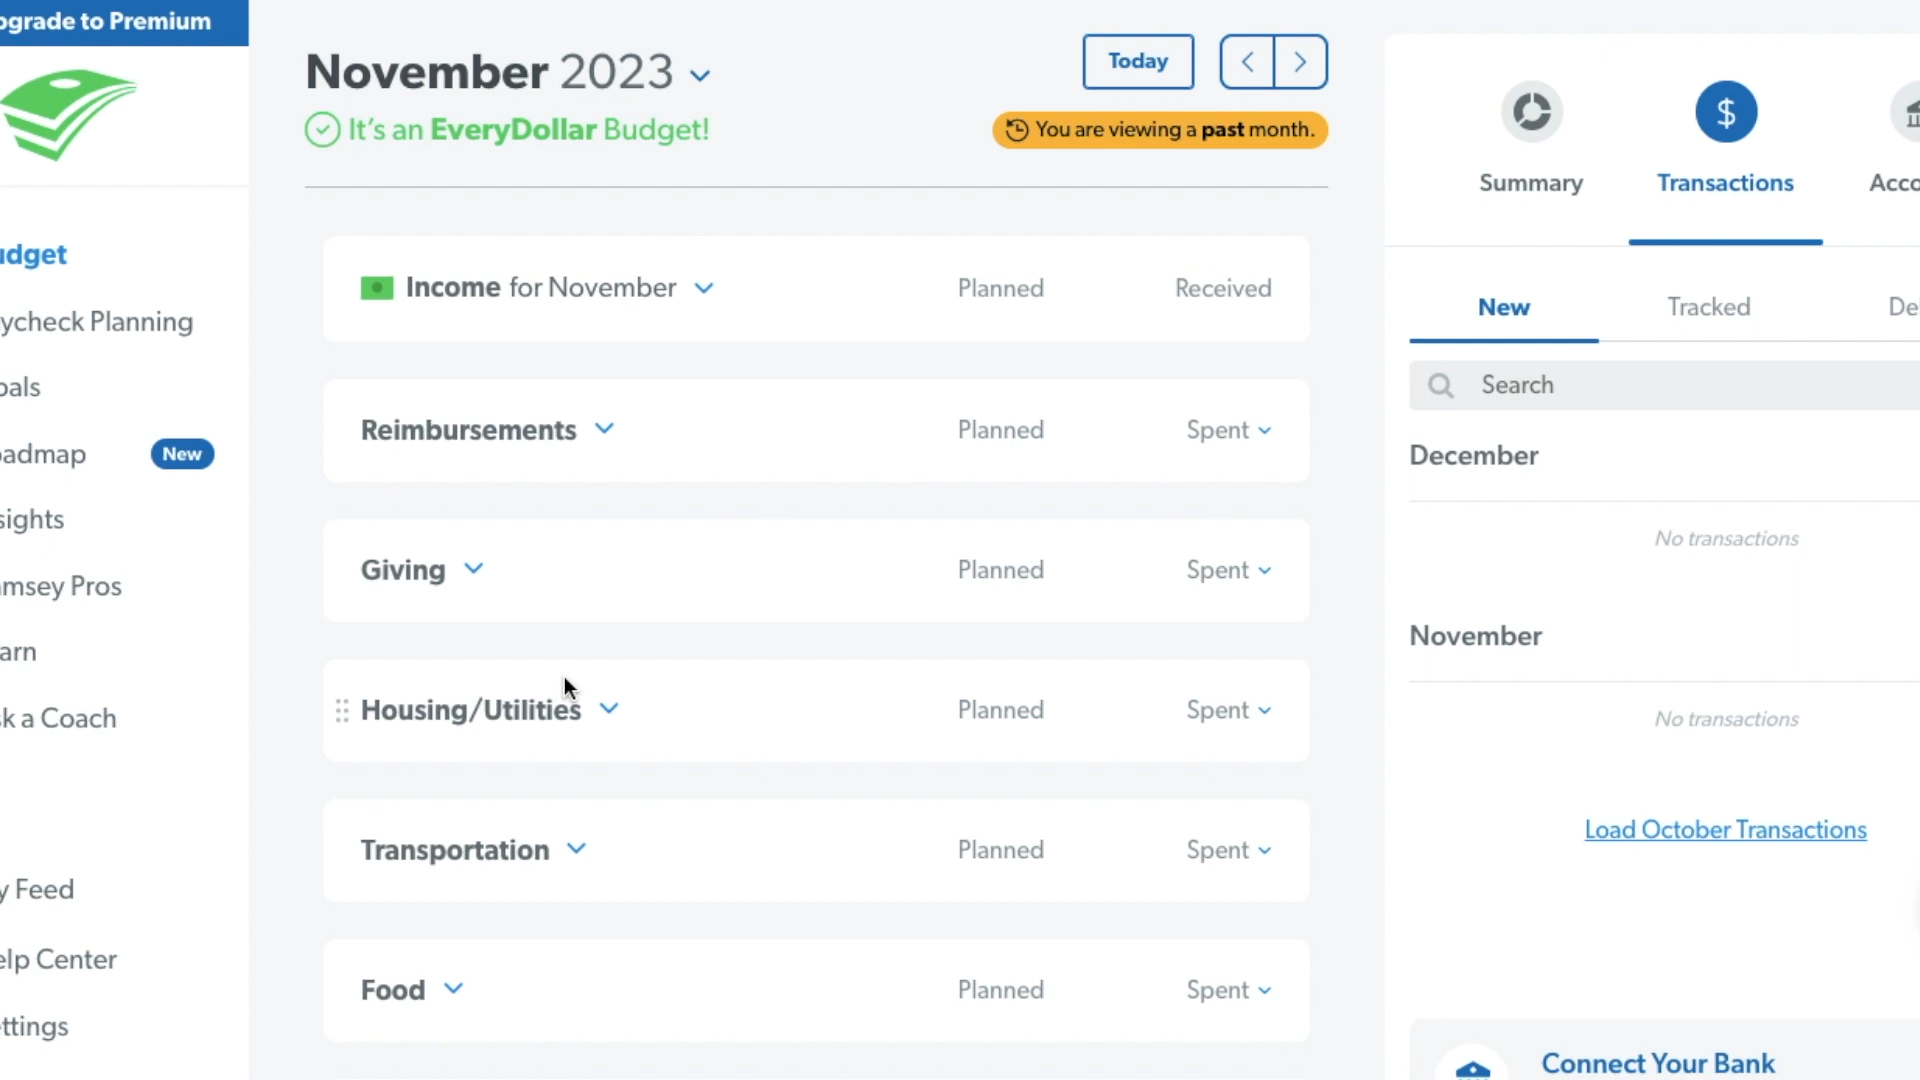 pgrade to Premium
udget
ycheck Planning
oals
oadmap New
sights
amsey Pros
arn
sk a Coach
y Feed
elp Center
ettings
November 2023
It's an EveryDollar Budget!
Today
You are viewing a past month.
Income for November Planned Received
Reimbursements Planned Spent
Giving Planned Spent
Housing/Utilities Planned Spent
Transportation Planned Spent
Food Planned Spent
Summary Transactions Acco
New Tracked De
Search
December
No transactions
November
No transactions
Load October Transactions
Connect Your Bank